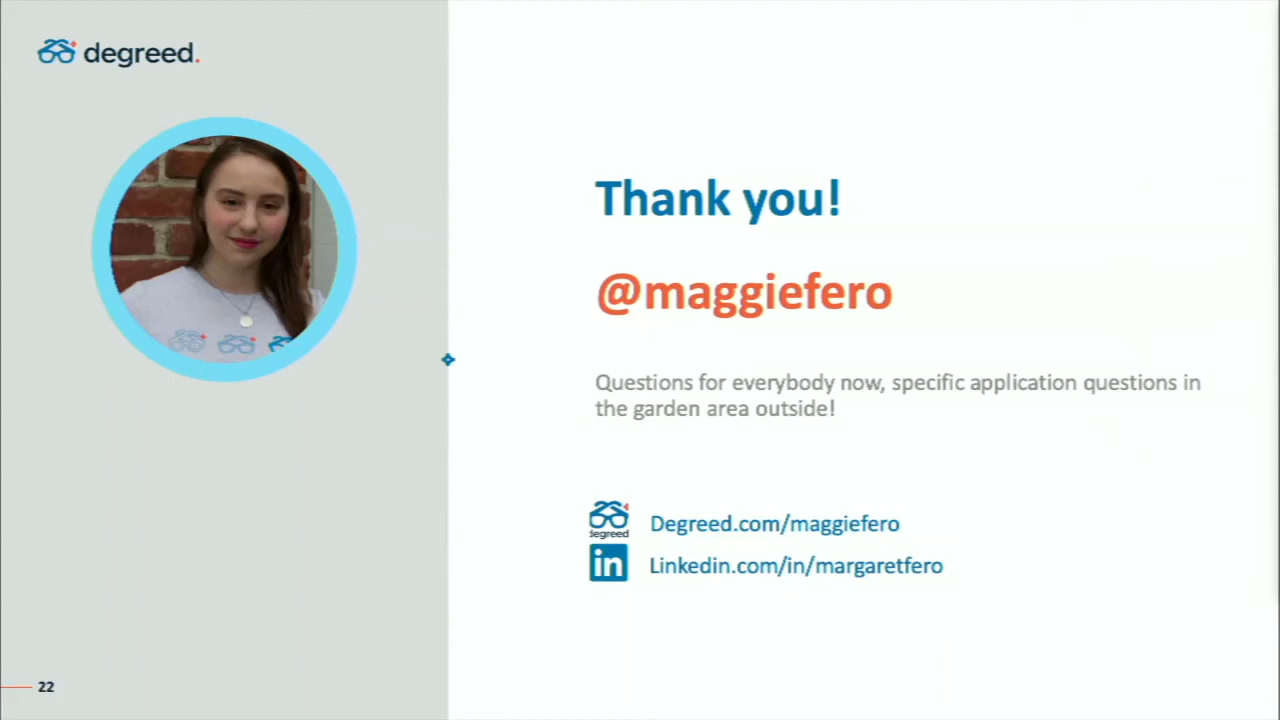 degreed.
Thank you!
@maggiefero
Questions for everybody now, specific application questions in
the garden area outside!
degreed
Degreed.com/maggiefero
in
Linkedin.com/in/margaretfero
22